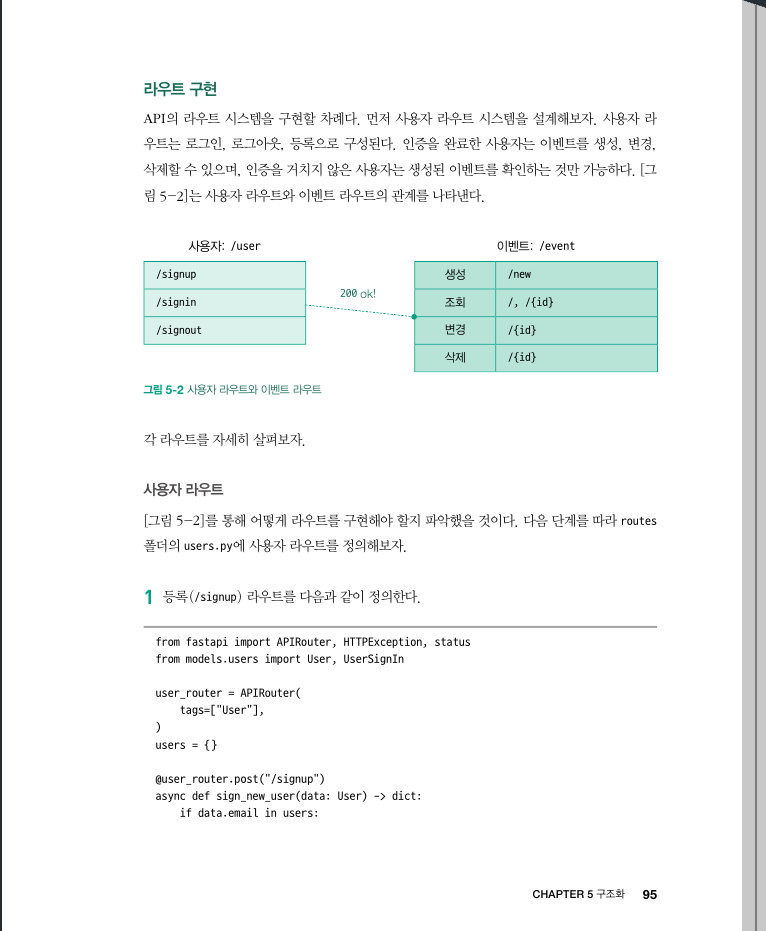 라우트 구현
API의 라우트 시스템을 구현할 차례다. 먼저 사용자 라우트 시스템을 설계해보자. 사용자 라
우트는 로그인, 로그아웃, 등록으로 구성된다. 인증을 완료한 사용자는 이벤트를 생성, 변경,
삭제할 수 있으며, 인증을 거치지 않은 사용자는 생성된 이벤트를 확인하는 것만 가능하다. [그
림 5-2]는 사용자 라우트와 이벤트 라우트의 관계를 나타낸다.
사용자: /user
/signup
/signin
/signout
200 ok!
이벤트: /event
생성 /new
조회 /, /{id}
변경 /{id}
삭제 /{id}
그림 5-2 사용자 라우트와 이벤트 라우트
각 라우트를 자세히 살펴보자.
사용자 라우트
[그림 5-2]를 통해 어떻게 라우트를 구현해야 할지 파악했을 것이다. 다음 단계를 따라 routes
폴더의 users.py에 사용자 라우트를 정의해보자.
1 등록(/signup) 라우트를 다음과 같이 정의한다.
from fastapi import APIRouter, HTTPException, status
from models.users import User, UserSignIn
user_router = APIRouter(
    tags=["User"],
)
users = {}
@user_router.post("/signup")
async def sign_new_user(data: User) -> dict:
    if data.email in users:
CHAPTER 5 구조화 95